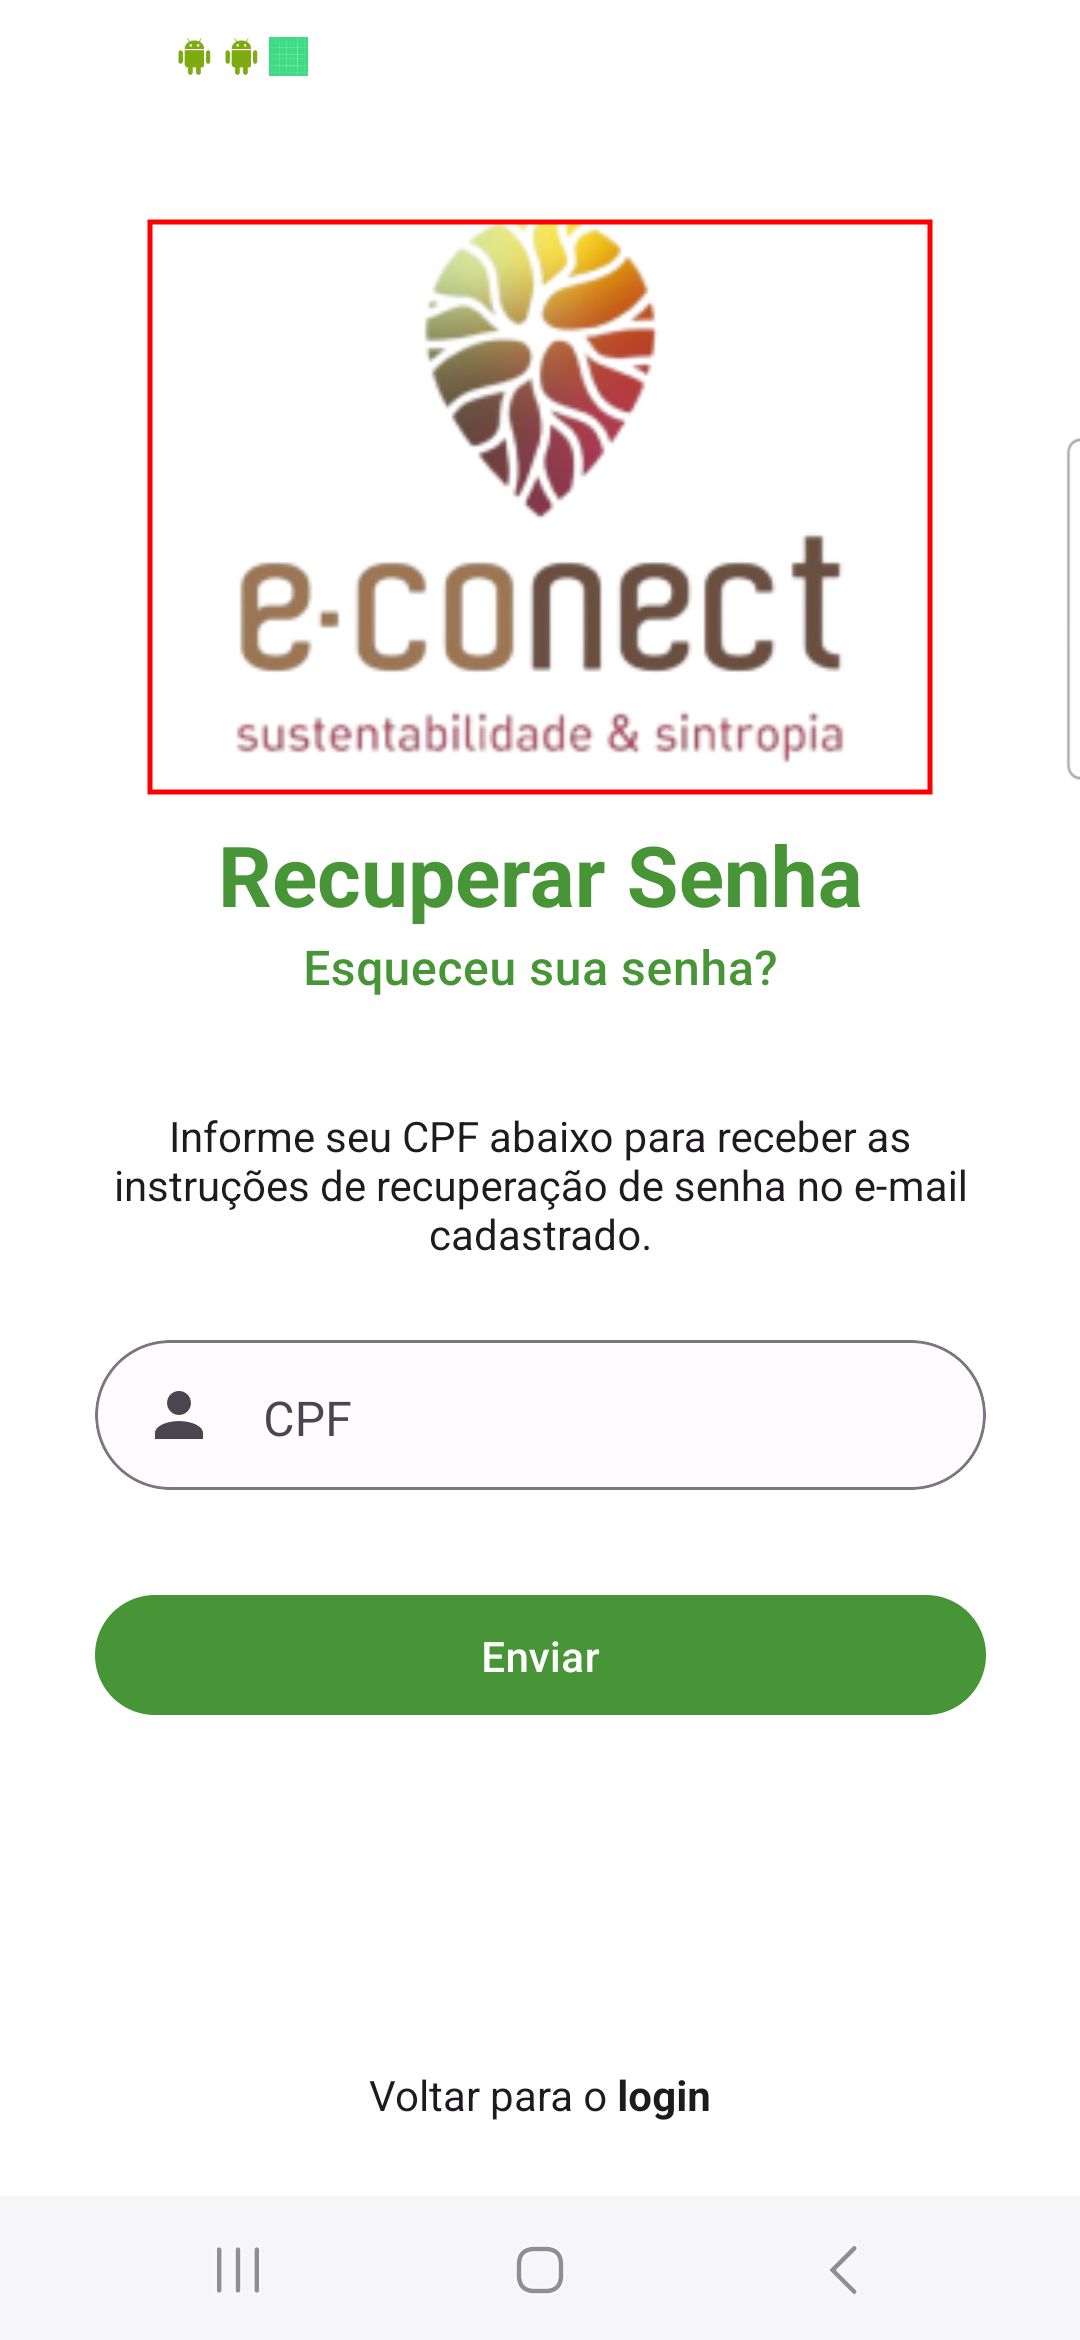 e-conect
sustentabilidade & sintropia
Recuperar Senha
Esqueceu sua senha?
Informe seu CPF abaixo para receber as
instruções de recuperação de senha no e-mail
cadastrado.
CPF
Enviar
Voltar para o login